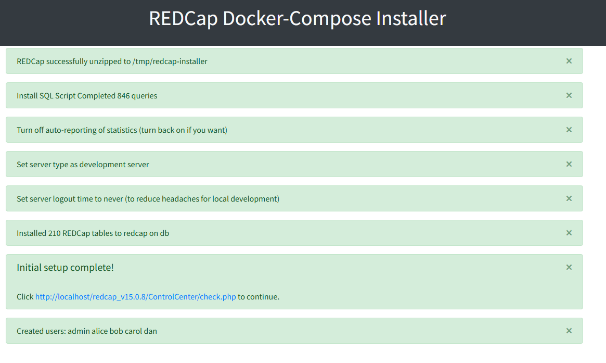 REDCap Docker-Compose Installer
REDCap successfully unzipped to /tmp/redcap-installer ×
Install SQL Script Completed 846 queries ×
Turn off auto-reporting of statistics (turn back on if you want) ×
Set server type as development server ×
Set server logout time to never (to reduce headaches for local development) ×
Installed 210 REDCap tables to redcap on db ×
Initial setup complete! ×
Click http://localhost/redcap_v15.0.8/ControlCenter/check.php to continue.
Created users: admin alice bob carol dan ×